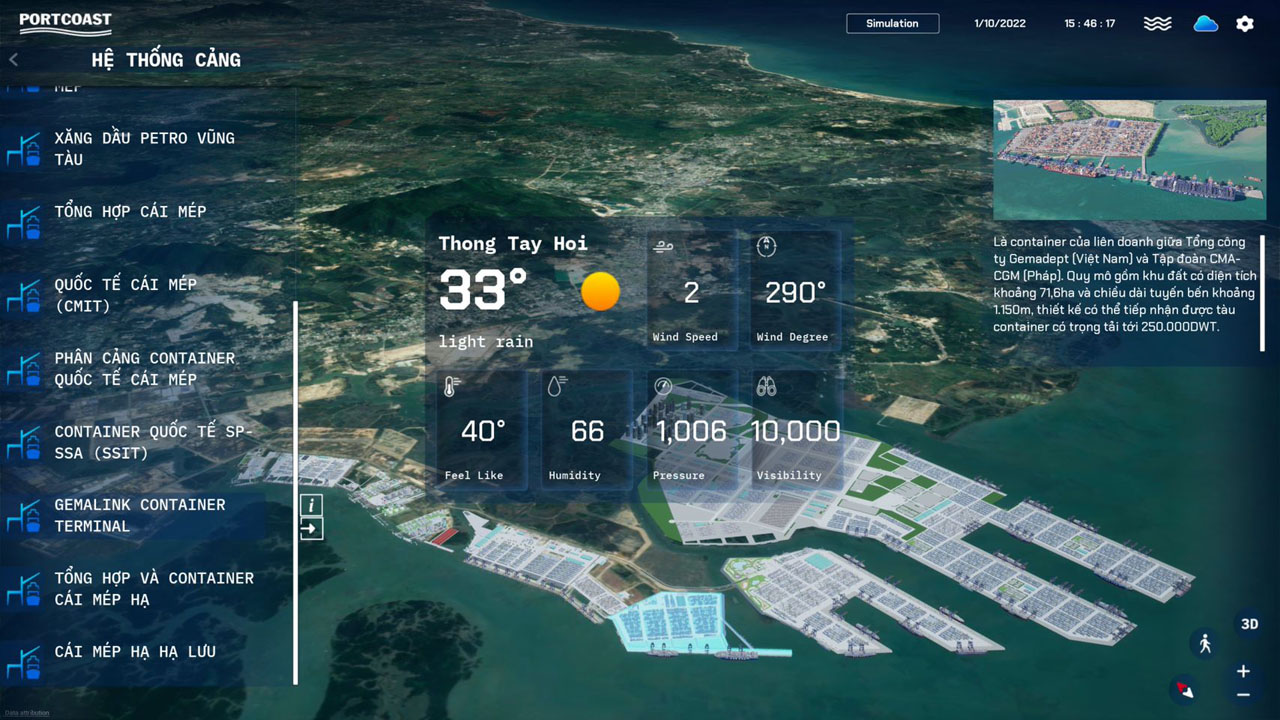 PORTCOAST
Simulation
1/10/2022
15 : 46 : 17
HỆ THỐNG CẢNG
MÉP
XĂNG DẦU PETRO VŨNG
TÀU
TỔNG HỢP CÁI MÉP
QUỐC TẾ CÁI MÉP
(CMIT)
PHÂN CẢNG CONTAINER
QUỐC TẾ CÁI MÉP
CONTAINER QUỐC TẾ SP-
SSA (SSIT)
GEMALINK CONTAINER
TERMINAL
TỔNG HỢP VÀ CONTAINER
CÁI MÉP HẠ
CÁI MÉP HẠ HẠ LƯU
i
Thong Tay Hoi
33°
light rain
2
Wind Speed
N
290°
Wind Degree
40°
Feel Like
66
Humidity
1,006
Pressure
10,000
Visibility
Là container của liên doanh giữa Tổng công
ty Gemadept (Việt Nam) và Tập đoàn CMA-
CGM (Pháp). Quy mô gồm khu đất có diện tích
khoảng 71,6ha và chiều dài tuyến bến khoảng
1.150m, thiết kế có thể tiếp nhận được tàu
container có trọng tải tới 250.000DWT.
3D
+
−
Data attribution